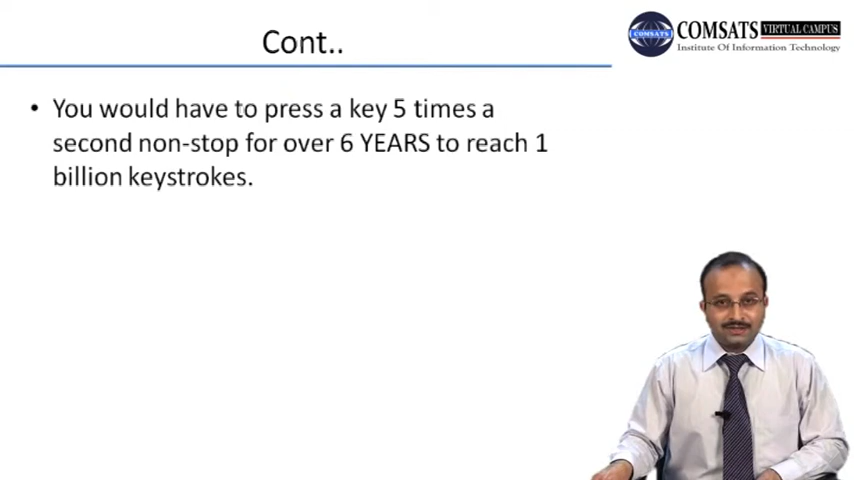 Cont..
COMSATS
COMSATS VIRTUAL CAMPUS
Institute Of Information Technology
• You would have to press a key 5 times a
second non-stop for over 6 YEARS to reach 1
billion keystrokes.